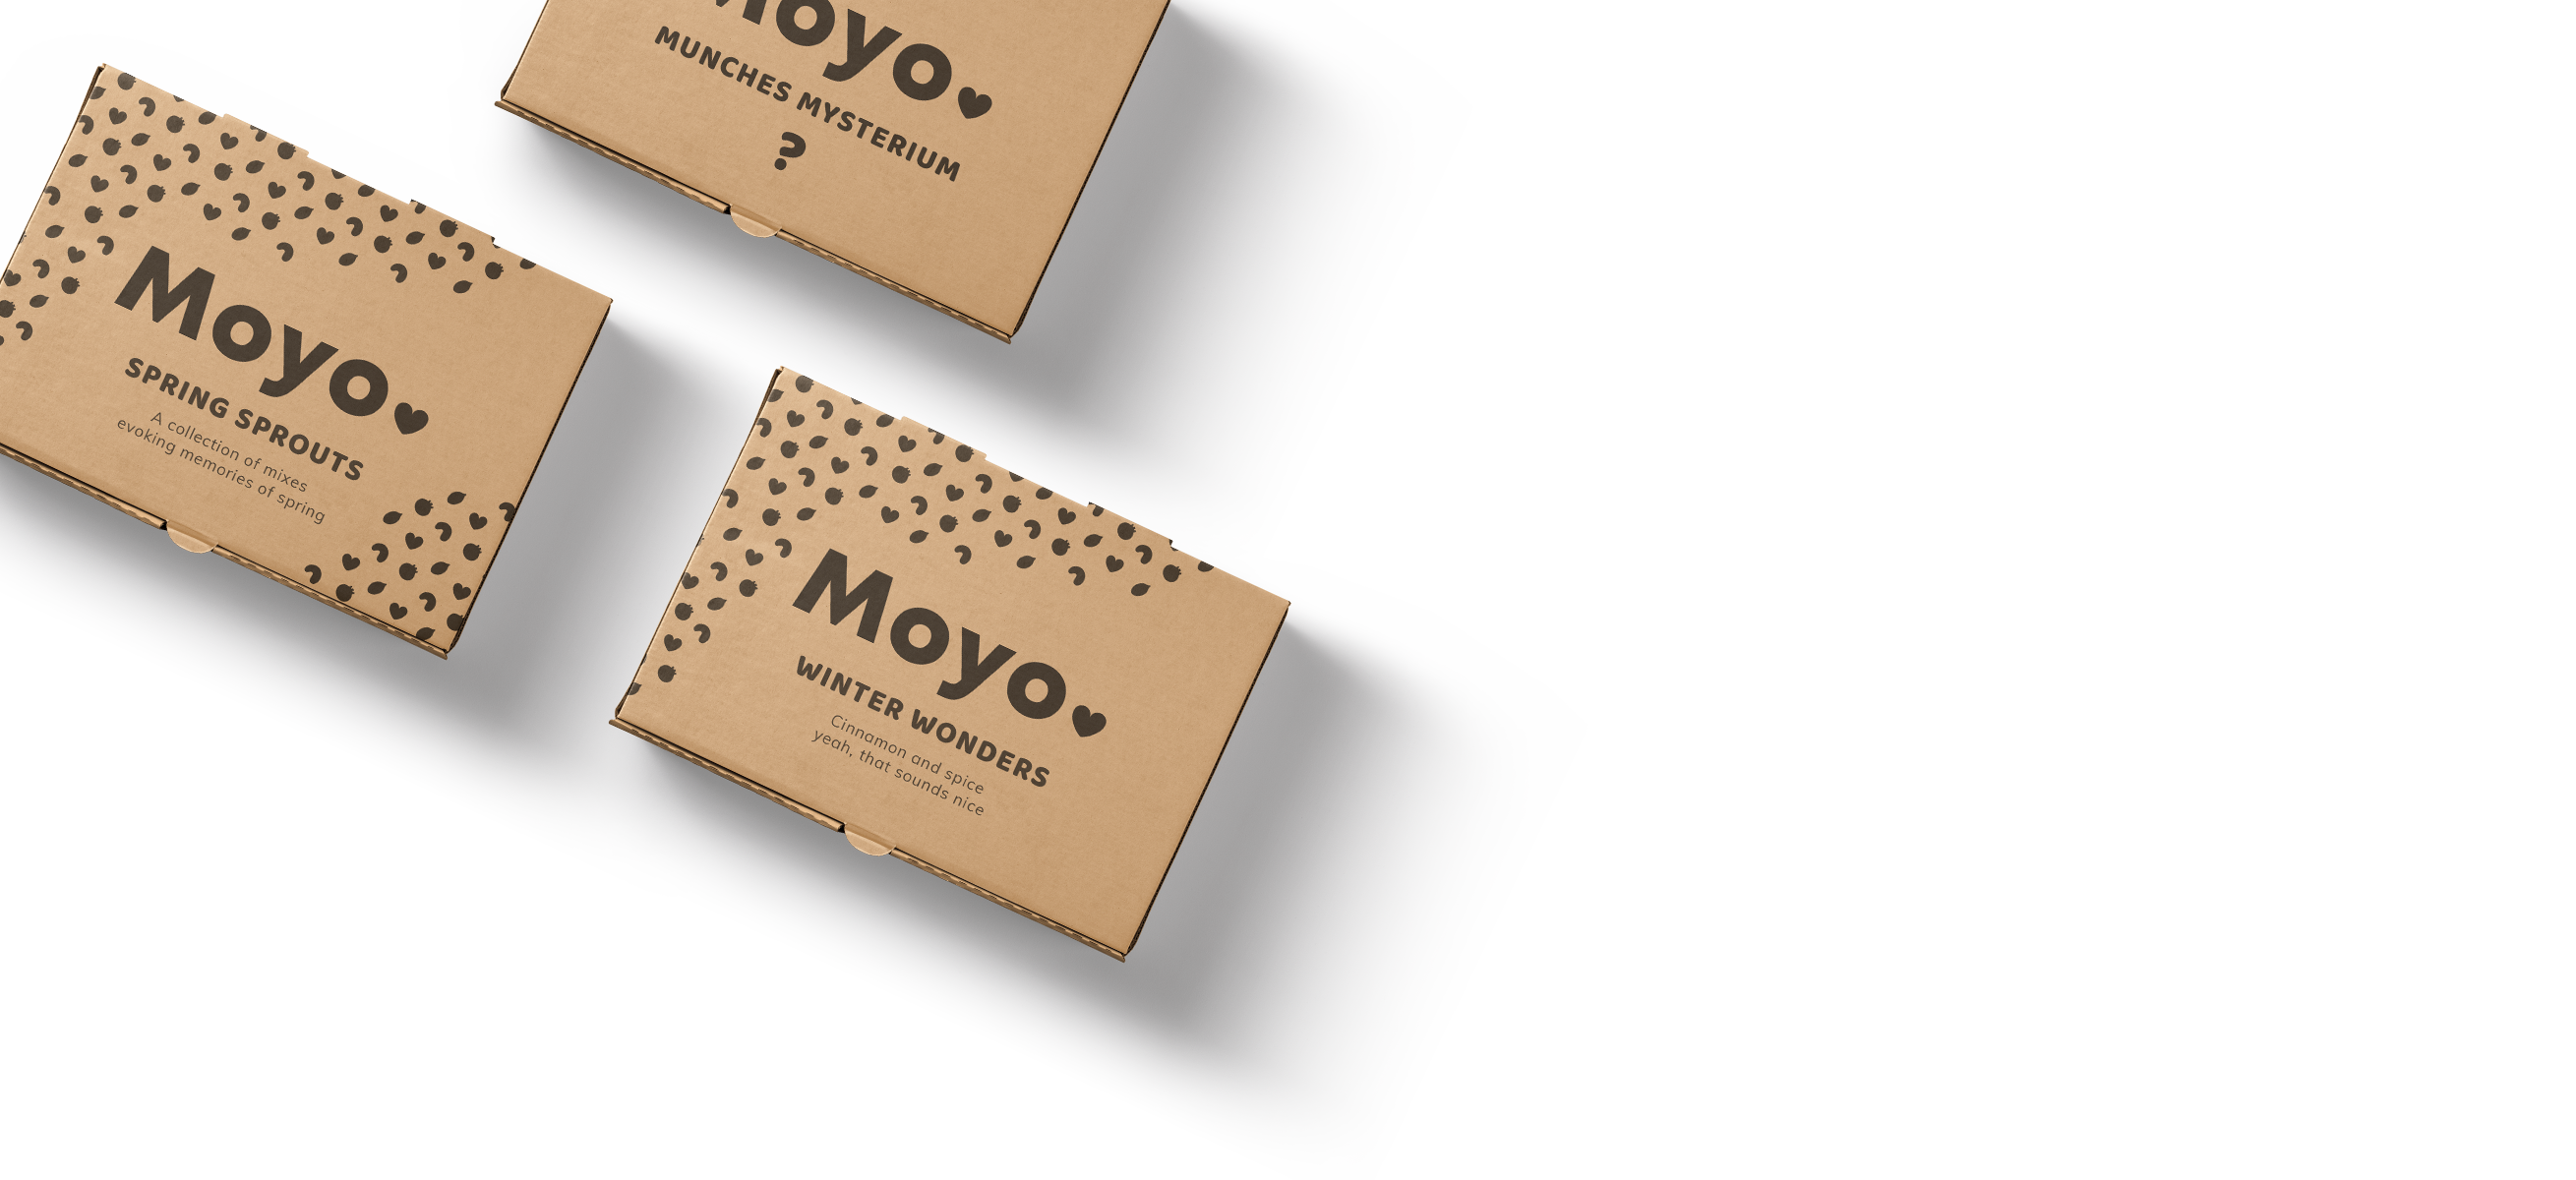 Moyo
MUNCHES MYSTERIUM
?
Moyo
SPRING SPROUTS
A collection of mixes
evoking memories of spring
Moyo
WINTER WONDERS
Cinnamon and spice
yeah, that sounds nice